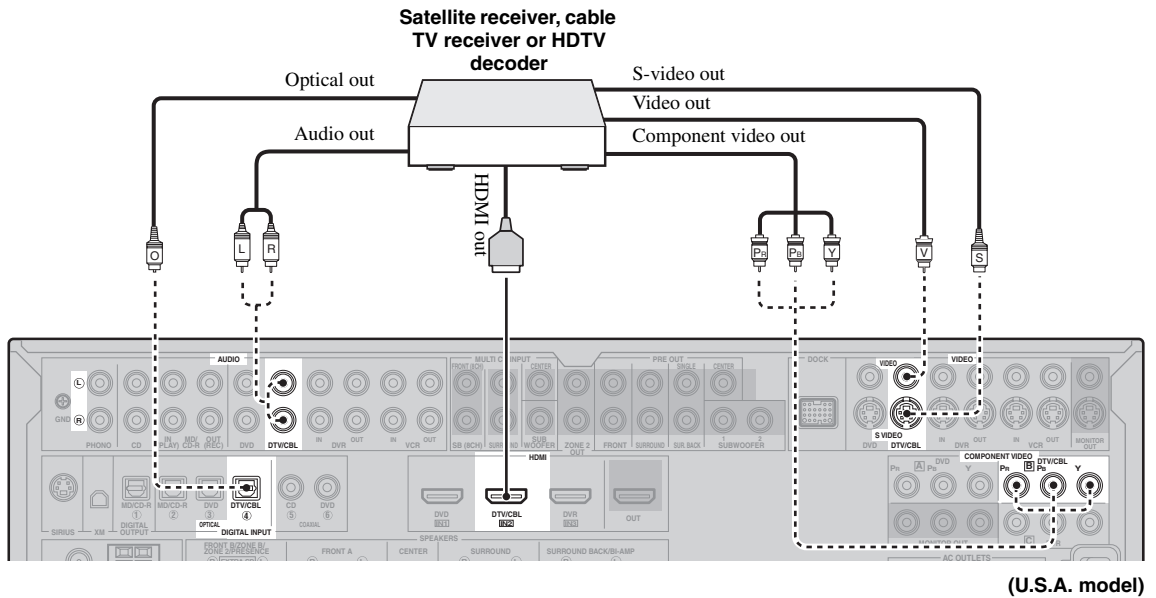 Satellite receiver, cable
TV receiver or HDTV
decoder
Optical out
S-video out
Video out
Audio out
Component video out
HDMI out
O
L
R
PR
PB
Y
V
S
AUDIO
MULTI CH INPUT
PRE OUT
DOCK
VIDEO
VIDEO
FRONT (6CH)
CENTER
SINGLE
CENTER
L
GND
R
PHONO
CD
IN
MD/
OUT
PLAY)
CD-R
(REC)
DVD
DTV/CBL
IN
DVR
OUT
IN
VCR
OUT
SB (8CH)
SURROUND
SUB
WOOFER
ZONE 2
OUT
FRONT
SURROUND
SUR. BACK
1
2
SUBWOOFER
S VIDEO
DVD
DTV/CBL
IN
DVR
OUT
IN
VCR
OUT
MONITOR
OUT
HDMI
COMPONENT VIDEO
PR
A
DVD
PB
Y
PR
B
DTV/CBL
PB
Y
MD/CD-R
①
MD/CD-R
②
DVD
③
DTV/CBL
④
CD
⑤
DVD
⑥
DVD
IN1
DTV/CBL
IN2
DVR
IN3
OUT
SIRIUS
XM
DIGITAL
OUTPUT
OPTICAL
DIGITAL INPUT
COAXIAL
MONITOR OUT
C
SPEAKERS
FRONT B/ZONE B/
ZONE 2/PRESENCE
FRONT A
CENTER
SURROUND
SURROUND BACK/BI-AMP
AC OUTLETS
(U.S.A. model)